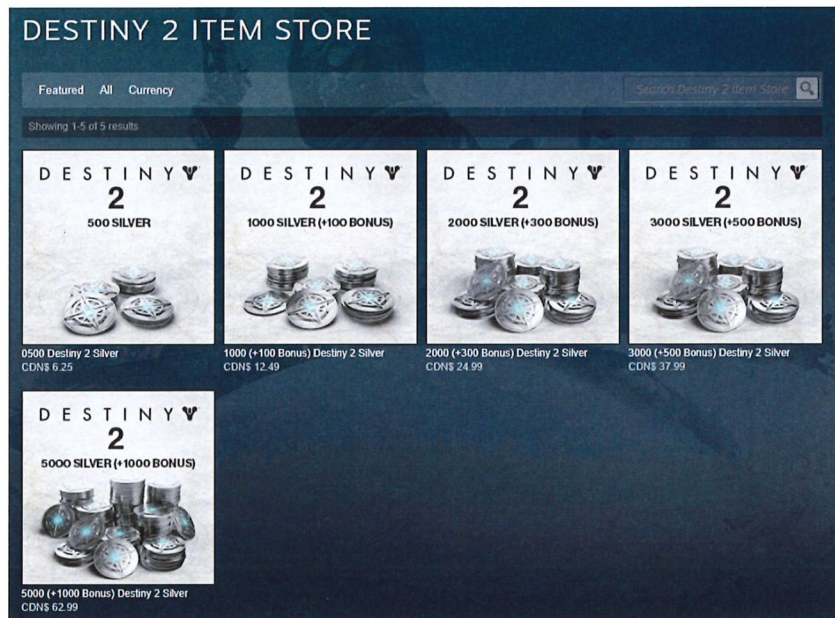 DESTINY 2 ITEM STORE
Featured All Currency
Search Destiny 2 Item Store
Showing 1-5 of 5 results
DESTINY
2
500 SILVER
0500 Destiny 2 Silver
CDN$ 6.25
DESTINY
2
1000 SILVER (+100 BONUS)
1000 (+100 Bonus) Destiny 2 Silver
CDN$ 12.49
DESTINY
2
2000 SILVER (+300 BONUS)
2000 (+300 Bonus) Destiny 2 Silver
CDN$ 24.99
DESTINY
2
3000 SILVER (+500 BONUS)
3000 (+500 Bonus) Destiny 2 Silver
CDN$ 37.99
DESTINY
2
5000 SILVER (+1000 BONUS)
5000 (+1000 Bonus) Destiny 2 Silver
CDN$ 62.99